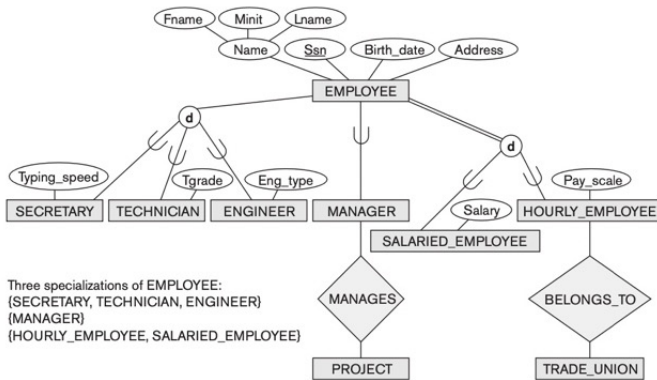 Fname Minit Lname
Name Ssn Birth_date Address
EMPLOYEE
d
d
Typing_speed Tgrade Eng_type Pay_scale
SECRETARY TECHNICIAN ENGINEER MANAGER Salary HOURLY_EMPLOYEE
SALARIED_EMPLOYEE
Three specializations of EMPLOYEE:
{SECRETARY, TECHNICIAN, ENGINEER}
{MANAGER}
{HOURLY_EMPLOYEE, SALARIED_EMPLOYEE}
MANAGES BELONGS_TO
PROJECT TRADE_UNION